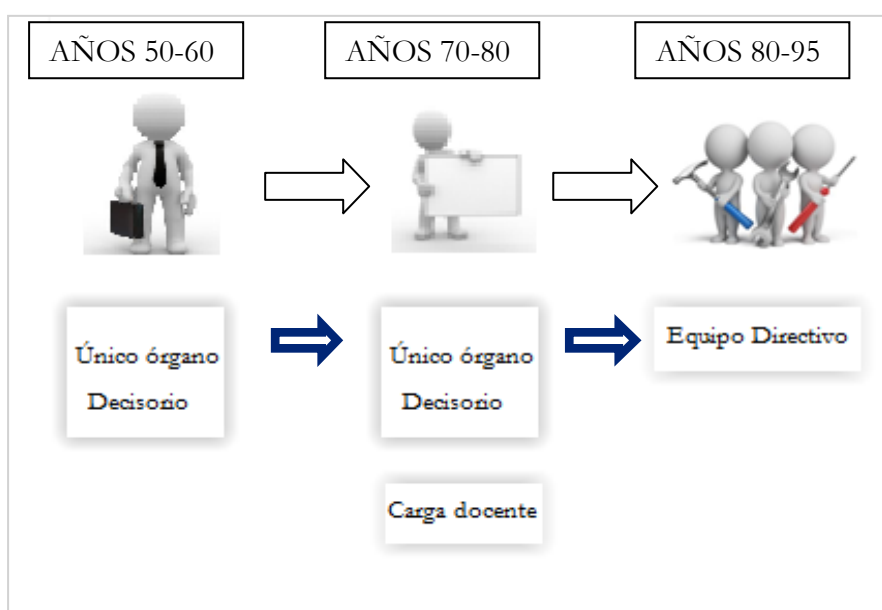 AÑOS 50-60
AÑOS 70-80
AÑOS 80-95
Único órgano
Decisorio
Único órgano
Decisorio
Equipo Directivo
Carga docente